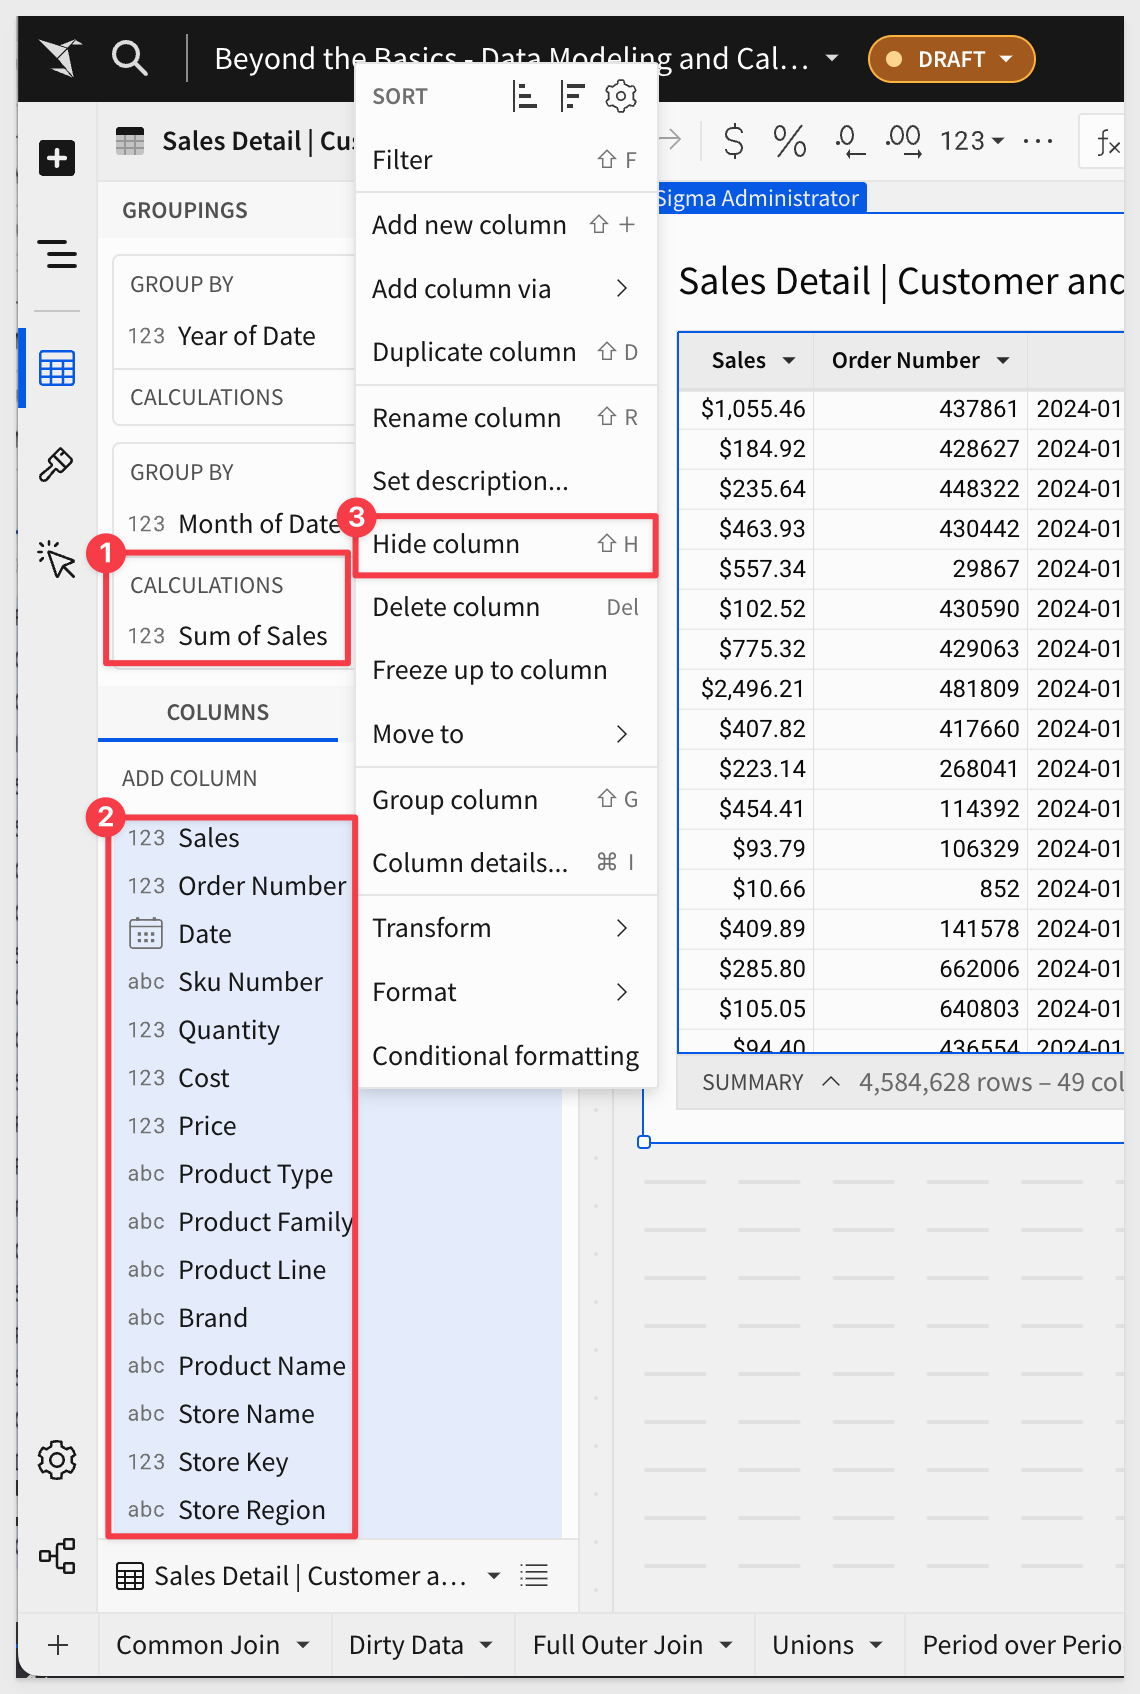 Beyond the Basics - Data Modeling and Cal...
DRAFT
Sales Detail | Cus
$ % .0 .00 123 ...
fx
Sigma Administrator
GROUPINGS
GROUP BY
123 Year of Date
CALCULATIONS
GROUP BY
123 Month of Date
1
CALCULATIONS
123 Sum of Sales
COLUMNS
ADD COLUMN
2
123 Sales
123 Order Number
Date
abc Sku Number
123 Quantity
123 Cost
123 Price
abc Product Type
abc Product Family
abc Product Line
abc Brand
abc Product Name
abc Store Name
123 Store Key
abc Store Region
SORT
Filter ⇧ F
Add new column ⇧ +
Add column via
Duplicate column ⇧ D
Rename column ⇧ R
Set description...
3
Hide column ⇧ H
Delete column Del
Freeze up to column
Move to
Group column ⇧ G
Column details... ⌘ I
Transform
Format
Conditional formatting
Sales Detail | Customer and
Sales Order Number
$1,055.46 437861 2024-01
$184.92 428627 2024-01
$235.64 448322 2024-01
$463.93 430442 2024-01
$557.34 29867 2024-01
$102.52 430590 2024-01
$775.32 429063 2024-01
$2,496.21 481809 2024-01
$407.82 417660 2024-01
$223.14 268041 2024-01
$454.41 114392 2024-01
$93.79 106329 2024-01
$10.66 852 2024-01
$409.89 141578 2024-01
$285.80 662006 2024-01
$105.05 640803 2024-01
$94.40 436554 2024-01
SUMMARY 4,584,628 rows – 49 col
Sales Detail | Customer a...
Common Join Dirty Data Full Outer Join Unions Period over Perio